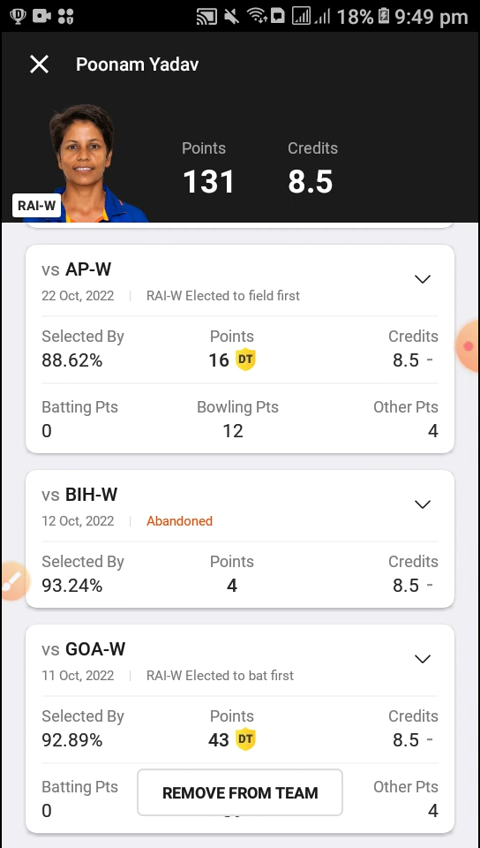 18% 9:49 pm
Poonam Yadav
Points Credits
131 8.5
RAI-W
vs AP-W
22 Oct, 2022 | RAI-W Elected to field first
Selected By Points Credits
88.62% 16 DT 8.5 -
Batting Pts Bowling Pts Other Pts
0 12 4
vs BIH-W
12 Oct, 2022 | Abandoned
Selected By Points Credits
93.24% 4 8.5 -
vs GOA-W
11 Oct, 2022 | RAI-W Elected to bat first
Selected By Points Credits
92.89% 43 DT 8.5 -
Batting Pts Other Pts
REMOVE FROM TEAM
0 4